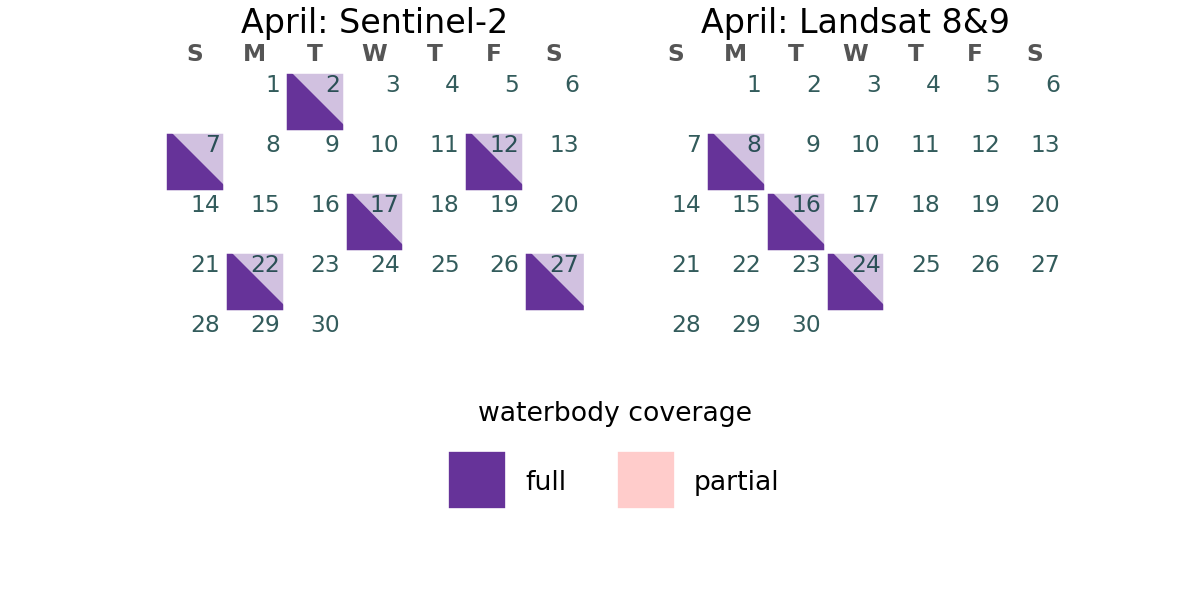 April: Sentinel-2
S M T W T F S
1 2 3 4 5 6
7 8 9 10 11 12 13
14 15 16 17 18 19 20
21 22 23 24 25 26 27
28 29 30
April: Landsat 8&9
S M T W T F S
1 2 3 4 5 6
7 8 9 10 11 12 13
14 15 16 17 18 19 20
21 22 23 24 25 26 27
28 29 30
waterbody coverage
full partial